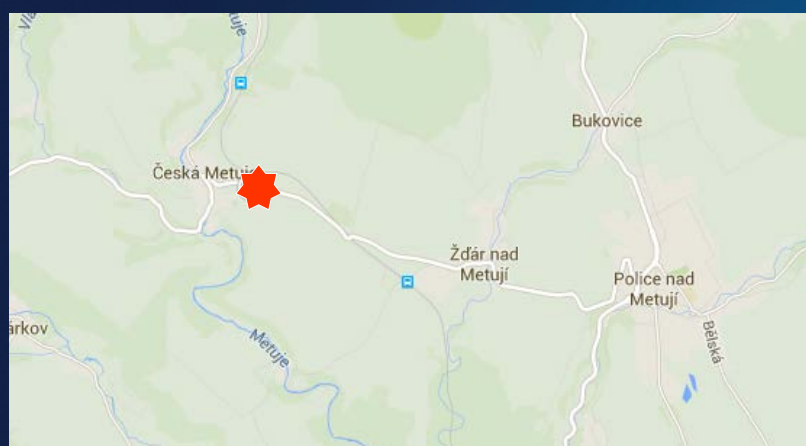 Bukovice
Česká Metuje
Žďár nad
Metují
Police nad
Metují
Bělská
Metuje